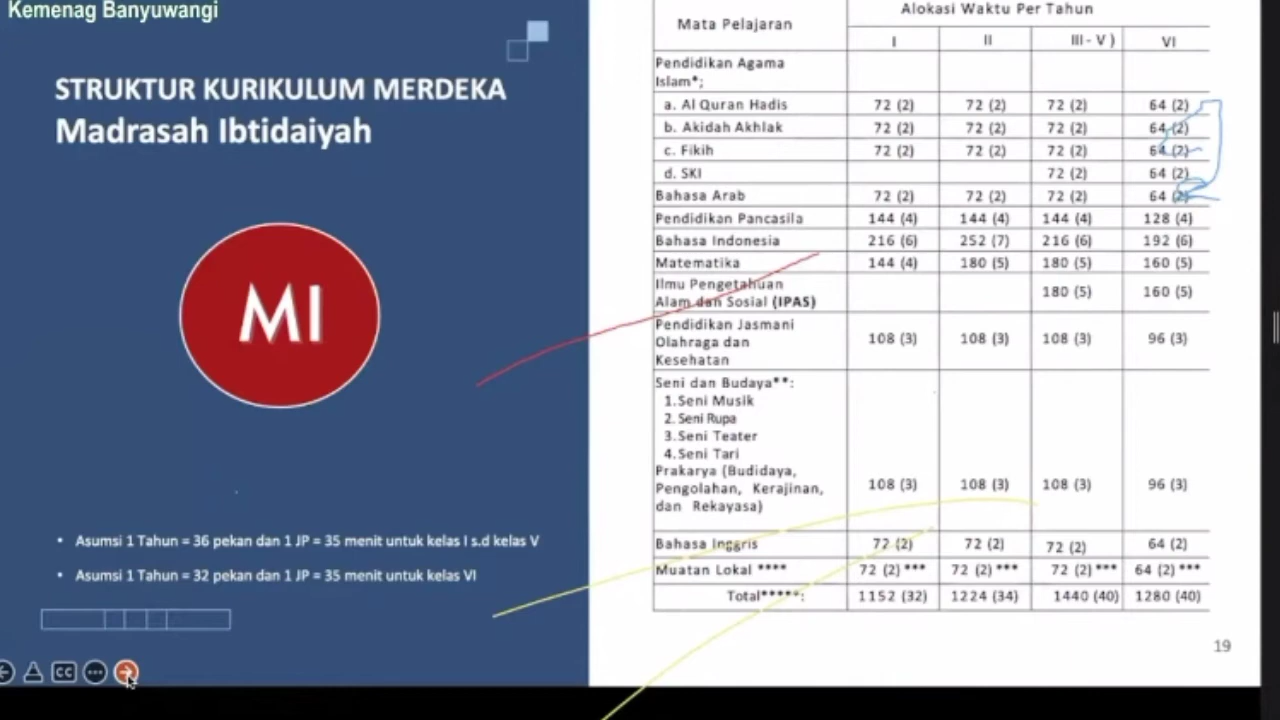 Kemenag Banyuwangi
STRUKTUR KURIKULUM MERDEKA
Madrasah Ibtidaiyah
MI
• Asumsi 1 Tahun = 36 pekan dan 1 JP = 35 menit untuk kelas I s.d kelas V
• Asumsi 1 Tahun = 32 pekan dan 1 JP = 35 menit untuk kelas VI
CC
Mata Pelajaran
Alokasi Waktu Per Tahun
I II III - V ) VI
Pendidikan Agama
Islam*;
a. Al Quran Hadis 72 (2) 72 (2) 72 (2) 64 (2)
b. Akidah Akhlak 72 (2) 72 (2) 72 (2) 64 (2)
c. Fikih 72 (2) 72 (2) 72 (2) 64 (2)
d. SKI 72 (2) 64 (2)
Bahasa Arab 72 (2) 72 (2) 72 (2) 64 (2)
Pendidikan Pancasila 144 (4) 144 (4) 144 (4) 128 (4)
Bahasa Indonesia 216 (6) 252 (7) 216 (6) 192 (6)
Matematika 144 (4) 180 (5) 180 (5) 160 (5)
Ilmu Pengetahuan
Alam dan Sosial (IPAS) 180 (5) 160 (5)
Pendidikan Jasmani
Olahraga dan 108 (3) 108 (3) 108 (3) 96 (3)
Kesehatan
Seni dan Budaya**:
1.Seni Musik
2. Seni Rupa
3.Seni Teater
4.Seni Tari
Prakarya (Budidaya,
Pengolahan, Kerajinan, 108 (3) 108 (3) 108 (3) 96 (3)
dan Rekayasa)
Bahasa Inggris 72 (2) 72 (2) 72 (2) 64 (2)
Muatan Lokal **** 72 (2) *** 72 (2) *** 72 (2) *** 64 (2) ***
Total*****: 1152 (32) 1224 (34) 1440 (40) 1280 (40)
19